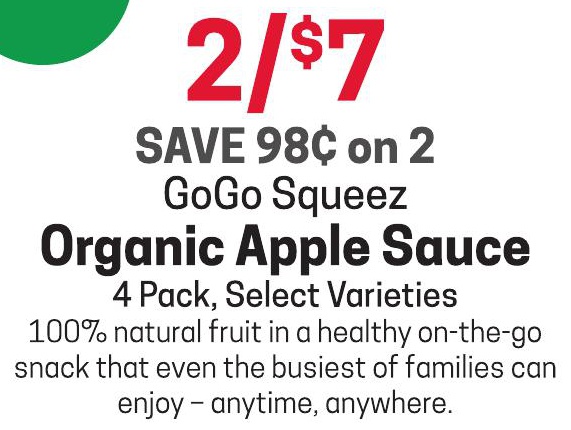 2/$7
SAVE 98¢ on 2
GoGo Squeez
Organic Apple Sauce
4 Pack, Select Varieties
100% natural fruit in a healthy on-the-go
snack that even the busiest of families can
enjoy – anytime, anywhere.